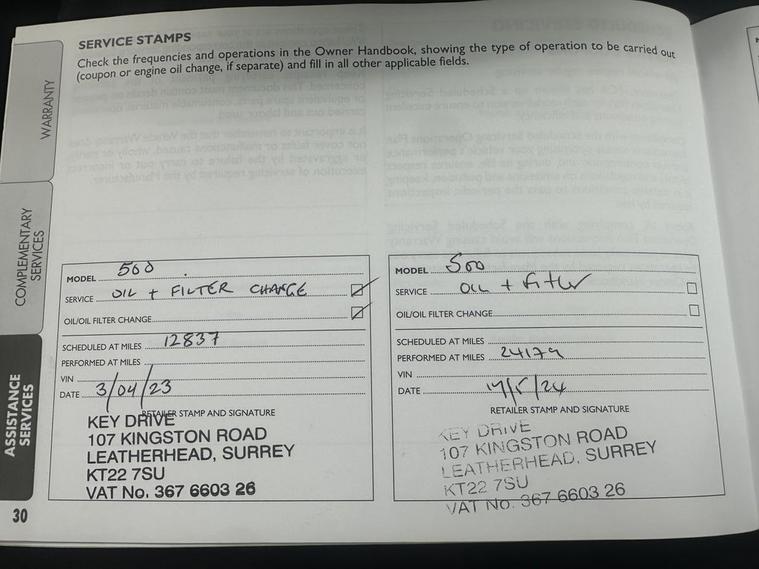 SERVICE STAMPS
Check the frequencies and operations in the Owner Handbook, showing the type of operation to be carried out
(coupon or engine oil change, if separate) and fill in all other applicable fields.
WARRANTY
COMPLEMENTARY
SERVICES
ASSISTANCE
SERVICES
30
MODEL 500
SERVICE OIL + FILTER CHANGE
OIL/OIL FILTER CHANGE
SCHEDULED AT MILES 12837
PERFORMED AT MILES
VIN
DATE 3/04/23
RETAILER STAMP AND SIGNATURE
KEY DRIVE
107 KINGSTON ROAD
LEATHERHEAD, SURREY
KT22 7SU
VAT No. 367 6603 26
MODEL 500
SERVICE OIL + Filter
OIL/OIL FILTER CHANGE
SCHEDULED AT MILES
PERFORMED AT MILES 24179
VIN
DATE 17/5/24
RETAILER STAMP AND SIGNATURE
KEY DRIVE
107 KINGSTON ROAD
LEATHERHEAD, SURREY
KT22 7SU
VAT No. 367 6603 26